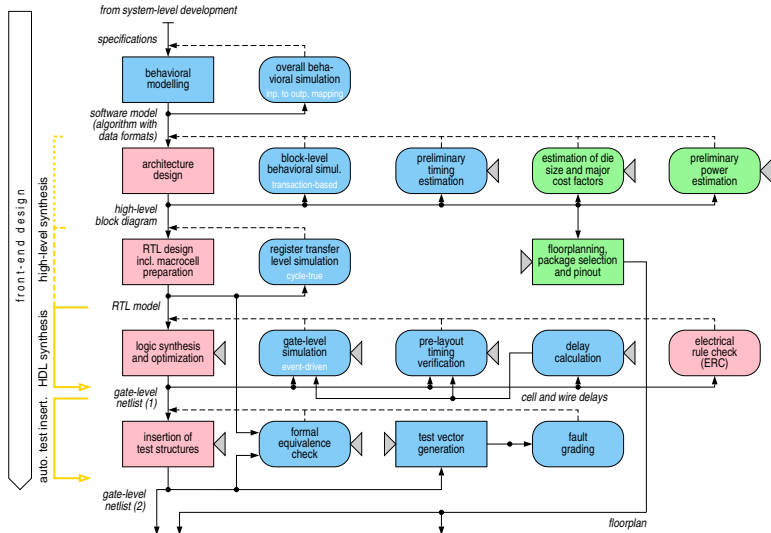 from system-level development
specifications
behavioral
modelling
overall beha-
vioral simulation
inp. to outp. mapping
software model
(algorithm with
data formats)
architecture
design
block-level
behavioral simul.
transaction-based
preliminary
timing
estimation
estimation of die
size and major
cost factors
preliminary
power
estimation
high-level
block diagram
RTL design
incl. macrocell
preparation
register transfer
level simulation
cycle-true
floorplanning,
package selection
and pinout
RTL model
logic synthesis
and optimization
gate-level
simulation
event-driven
pre-layout
timing
verification
delay
calculation
electrical
rule check
(ERC)
gate-level
netlist (1)
cell and wire delays
insertion of
test structures
formal
equivalence
check
test vector
generation
fault
grading
gate-level
netlist (2)
floorplan
front-end design
high-level synthesis
HDL synthesis
auto. test insert.